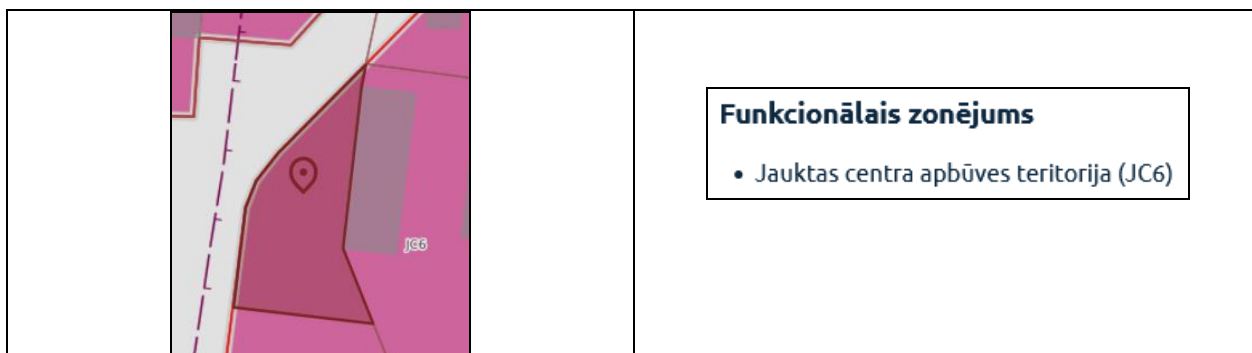 JC6
Funkcionālais zonējums
• Jauktas centra apbūves teritorija (JC6)